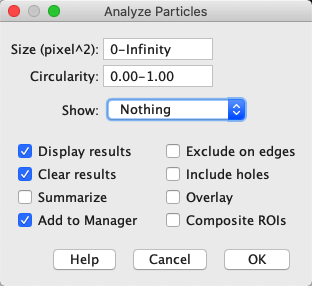 Analyze Particles
Size (pixel^2): 0-Infinity
Circularity: 0.00-1.00
Show: Nothing
Display results Exclude on edges
Clear results Include holes
Summarize Overlay
Add to Manager Composite ROIs
Help Cancel OK